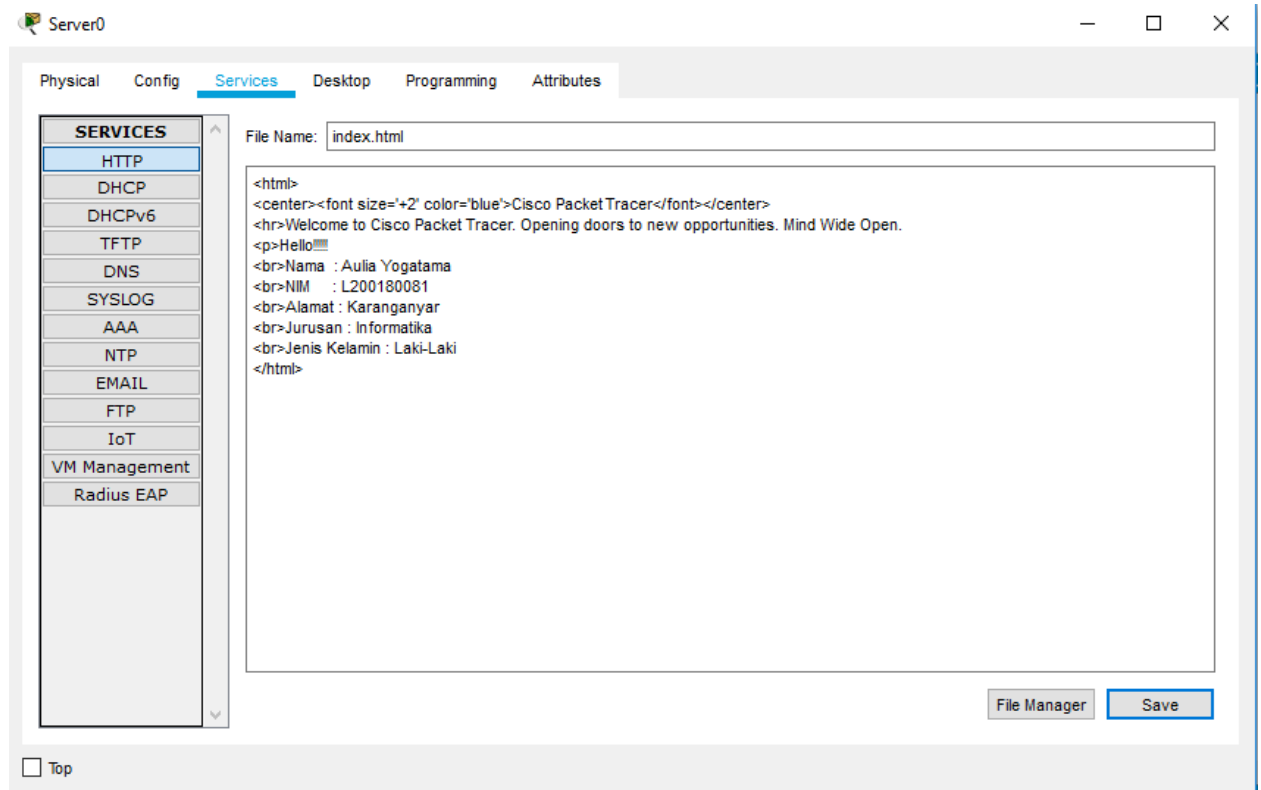 Server0
Physical Config Services Desktop Programming Attributes
SERVICES
HTTP
DHCP
DHCPv6
TFTP
DNS
SYSLOG
AAA
NTP
EMAIL
FTP
IoT
VM Management
Radius EAP
File Name: index.html
<html>
<center><font size='+2' color='blue'>Cisco Packet Tracer</font></center>
<hr>Welcome to Cisco Packet Tracer. Opening doors to new opportunities. Mind Wide Open.
<p>Hello!!!!
<br>Nama  : Aulia Yogatama
<br>NIM    : L200180081
<br>Alamat : Karanganyar
<br>Jurusan : Informatika
<br>Jenis Kelamin : Laki-Laki
</html>
File Manager Save
Top